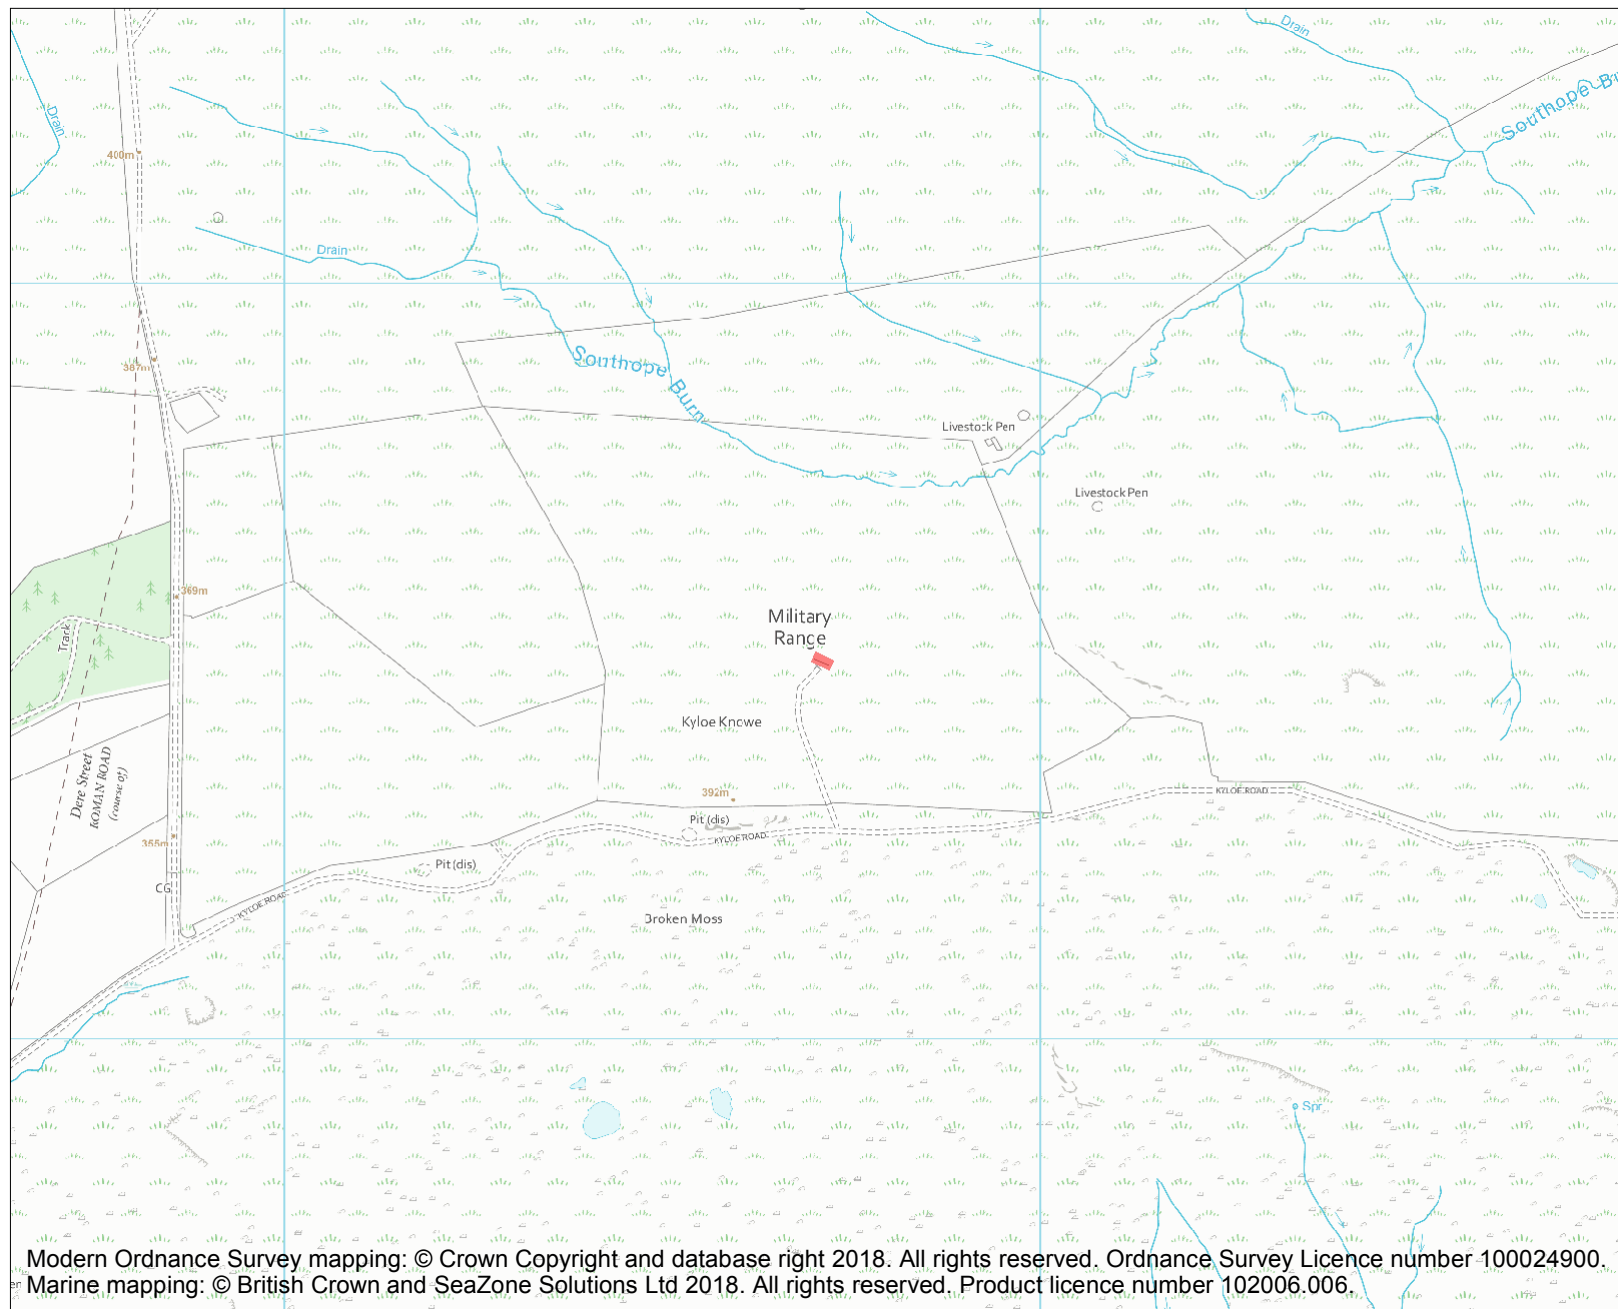 Drain
Southope Bu
Drain
400m
Drain
387m
Southope Burn
Livestock Pen
Livestock Pen
369m
Military
Range
Track
Kyloe Knowe
Dere Street
ROMAN ROAD
(course of)
392m
KYLOE ROAD
Pit (dis)
KYLOE ROAD
355m
Pit (dis)
CG
KYLOE ROAD
Broken Moss
Spr
Modern Ordnance Survey mapping: © Crown Copyright and database right 2018. All rights reserved. Ordnance Survey Licence number 100024900.
Marine mapping: © British Crown and SeaZone Solutions Ltd 2018. All rights reserved. Product licence number 102006.006.